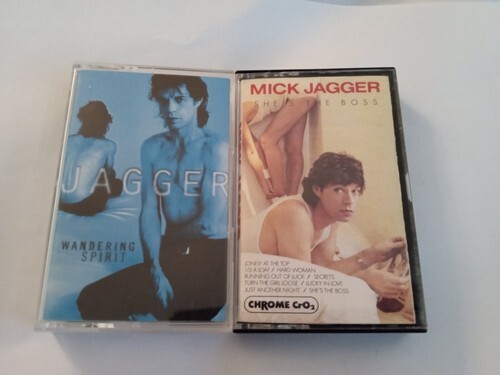 JAGGER
WANDERING
SPIRIT
MICK JAGGER
SHE'S THE BOSS
LONELY AT THE TOP
1/2 A LOAF / HARD WOMAN
RUNNING OUT OF LUCK / SECRETS
TURN THE GIRL LOOSE / LUCKY IN LOVE
JUST ANOTHER NIGHT / SHE'S THE BOSS
CHROME CrO₂